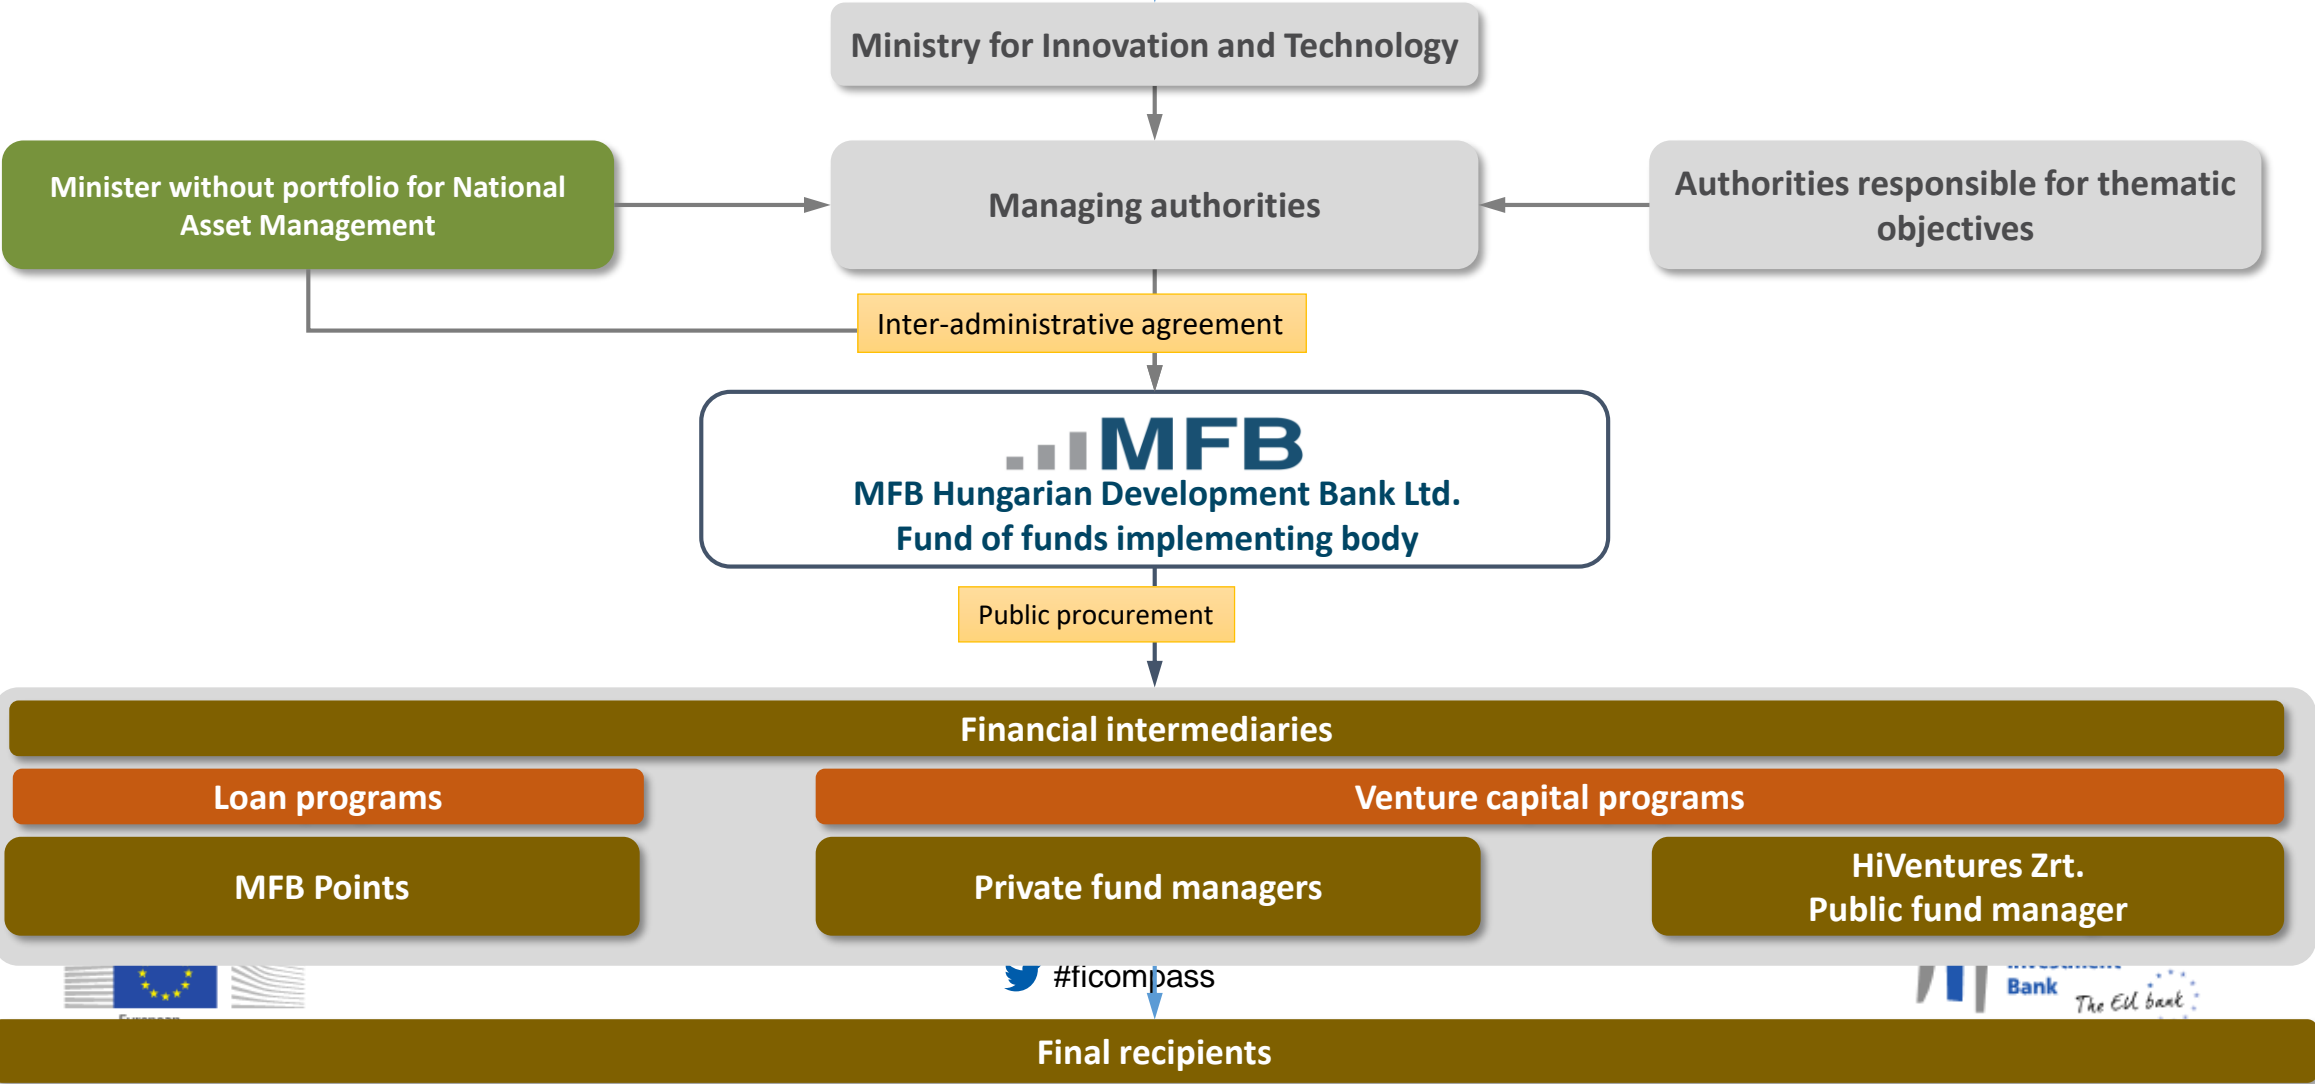 Ministry for Innovation and Technology
Minister without portfolio for National
Asset Management
Managing authorities
Authorities responsible for thematic
objectives
Inter-administrative agreement
MFB
MFB Hungarian Development Bank Ltd.
Fund of funds implementing body
Public procurement
Financial intermediaries
Loan programs
Venture capital programs
MFB Points
Private fund managers
HiVentures Zrt.
Public fund manager
#ficompass
Bank
The EU bank
Final recipients